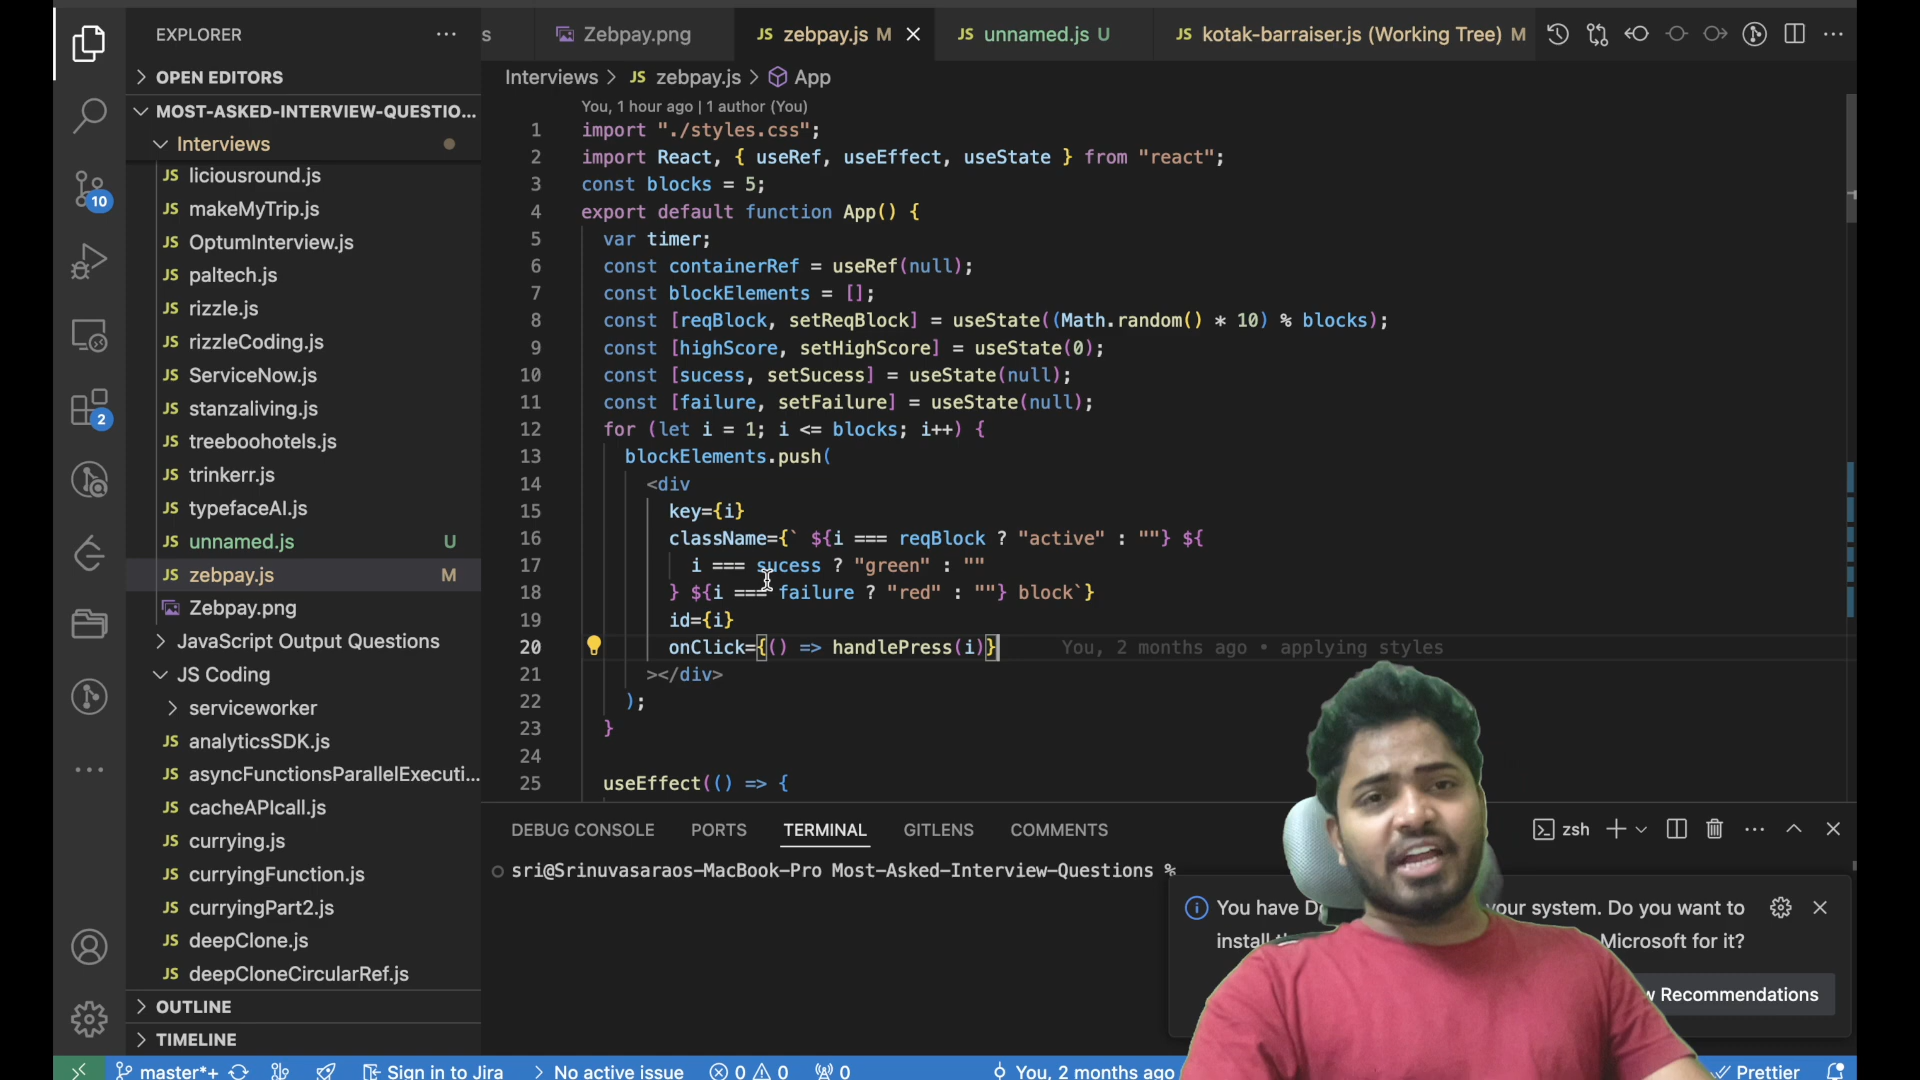 EXPLORER
OPEN EDITORS
MOST-ASKED-INTERVIEW-QUESTIO...
Interviews
JS liciousround.js
JS makeMyTrip.js
JS OptumInterview.js
JS paltech.js
JS rizzle.js
JS rizzleCoding.js
JS ServiceNow.js
JS stanzaliving.js
JS treeboohotels.js
JS trinkerr.js
JS typefaceAI.js
JS unnamed.js U
JS zebpay.js M
Zebpay.png
JavaScript Output Questions
JS Coding
serviceworker
JS analyticsSDK.js
JS asyncFunctionsParallelExecuti...
JS cacheAPIcall.js
JS currying.js
JS curryingFunction.js
JS curryingPart2.js
JS deepClone.js
JS deepCloneCircularRef.js
OUTLINE
TIMELINE
10
2
s Zebpay.png JS zebpay.js M JS unnamed.js U JS kotak-barraiser.js (Working Tree) M
Interviews > JS zebpay.js > App
You, 1 hour ago | 1 author (You)
1 import "./styles.css";
2 import React, { useRef, useEffect, useState } from "react";
3 const blocks = 5;
4 export default function App() {
5 var timer;
6 const containerRef = useRef(null);
7 const blockElements = [];
8 const [reqBlock, setReqBlock] = useState((Math.random() * 10) % blocks);
9 const [highScore, setHighScore] = useState(0);
10 const [sucess, setSucess] = useState(null);
11 const [failure, setFailure] = useState(null);
12 for (let i = 1; i <= blocks; i++) {
13 blockElements.push(
14 <div
15 key={i}
16 className={` ${i === reqBlock ? "active" : ""} ${
17 i === sucess ? "green" : ""
18 } ${i === failure ? "red" : ""} block`}
19 id={i}
20 onClick={() => handlePress(i)} You, 2 months ago • applying styles
21 ></div>
22 );
23 }
24
25 useEffect(() => {
DEBUG CONSOLE PORTS TERMINAL GITLENS COMMENTS zsh
sri@Srinuvasaraos-MacBook-Pro Most-Asked-Interview-Questions %
You have your system. Do you want to
install Microsoft for it?
Recommendations
master*+ Sign in to Jira No active issue 0 0 0 You, 2 months ago Prettier